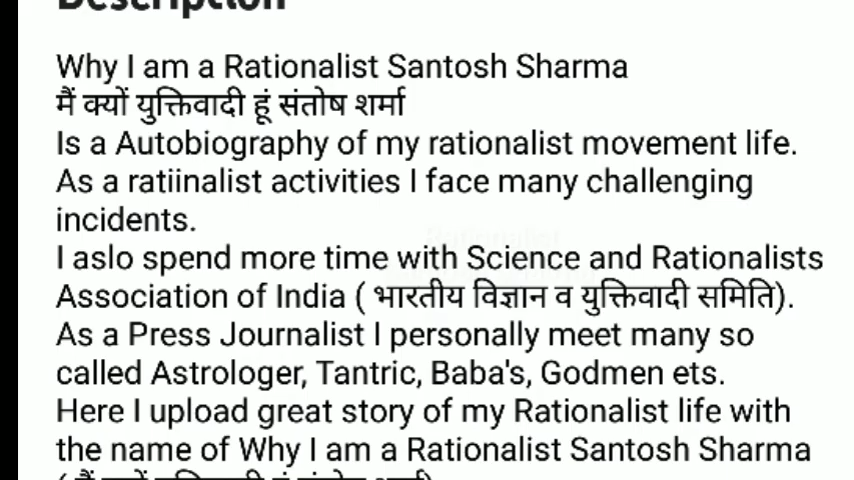 Description
Why I am a Rationalist Santosh Sharma
मैं क्यों युक्तिवादी हूं संतोष शर्मा
Is a Autobiography of my rationalist movement life.
As a ratiinalist activities I face many challenging
incidents.
I aslo spend more time with Science and Rationalists
Association of India ( भारतीय विज्ञान व युक्तिवादी समिति).
As a Press Journalist I personally meet many so
called Astrologer, Tantric, Baba's, Godmen ets.
Here I upload great story of my Rationalist life with
the name of Why I am a Rationalist Santosh Sharma
( मैं क्यों युक्तिवादी हूं संतोष शर्मा)